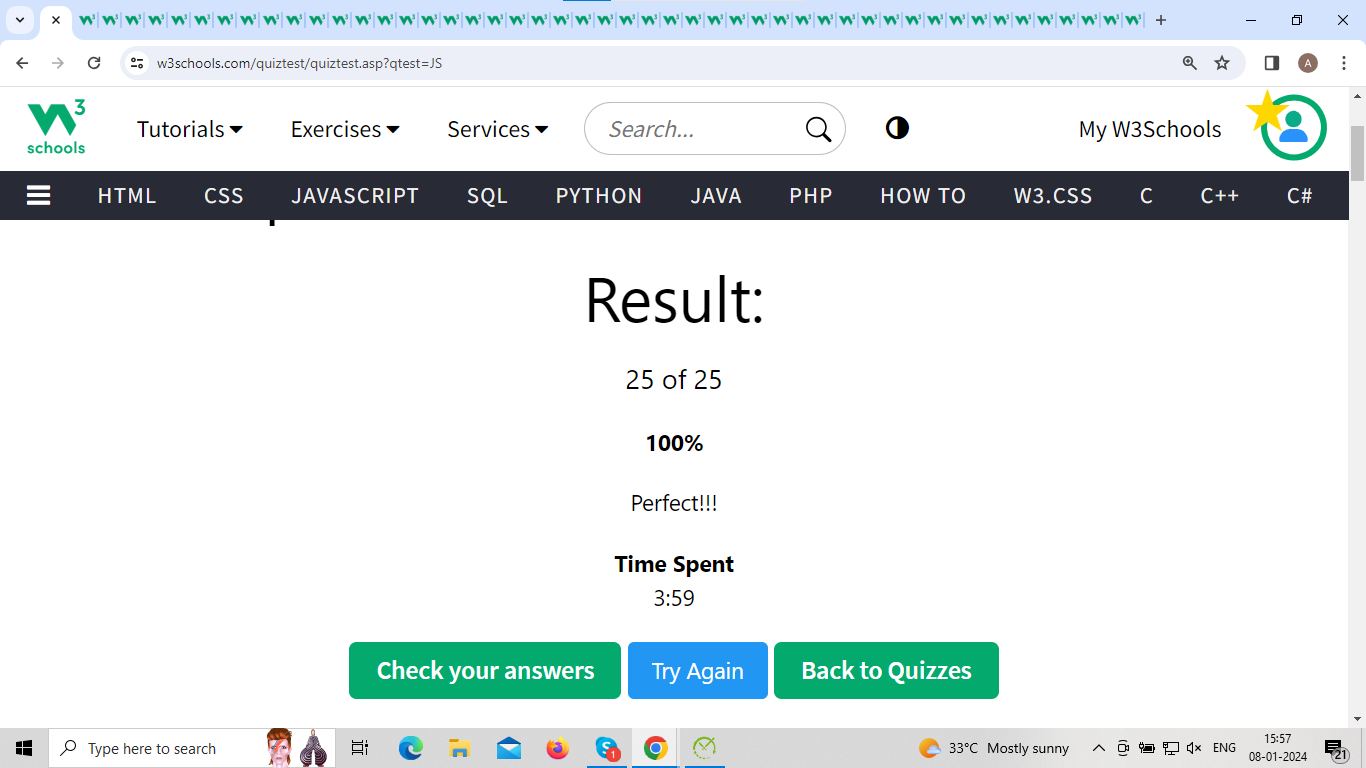 w3schools.com/quiztest/quiztest.asp?qtest=JS
A
W3
schools
Tutorials
Exercises
Services
Search...
My W3Schools
HTML CSS JAVASCRIPT SQL PYTHON JAVA PHP HOW TO W3.CSS C C++ C#
Result:
25 of 25
100%
Perfect!!!
Time Spent
3:59
Check your answers
Try Again
Back to Quizzes
Type here to search
1
33°C Mostly sunny
ENG
15:57
08-01-2024
21